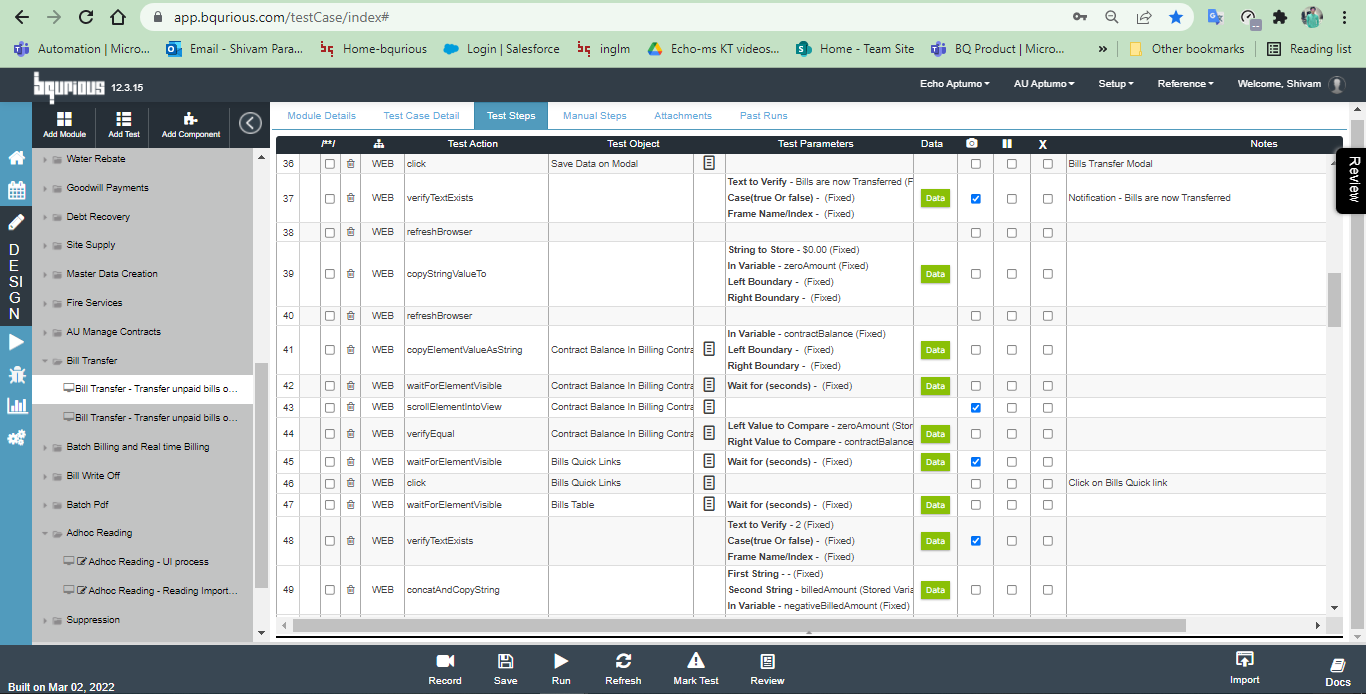 app.bqurious.com/testCase/index#
Automation | Micro... Email - Shivam Para... Home-bqurious Login | Salesforce inglm Echo-ms KT videos... Home - Team Site BQ Product | Micro... » Other bookmarks Reading list
bqurious 12.3.15 Echo Aptumo AU Aptumo Setup Reference Welcome, Shivam
Add Module Add Test Add Component
Module Details Test Case Detail Test Steps Manual Steps Attachments Past Runs
DESIGN
Water Rebate
Goodwill Payments
Debt Recovery
Site Supply
Master Data Creation
Fire Services
AU Manage Contracts
Bill Transfer
Bill Transfer - Transfer unpaid bills o...
Bill Transfer - Transfer unpaid bills o...
Batch Billing and Real time Billing
Bill Write Off
Batch Pdf
Adhoc Reading
Adhoc Reading - UI process
Adhoc Reading - Reading Import...
Suppression
/**/ Test Action Test Object Test Parameters Data X Notes
36 WEB click Save Data on Modal Bills Transfer Modal
Text to Verify - Bills are now Transferred (F
37 WEB verifyTextExists Case(true Or false) - (Fixed) Data Notification - Bills are now Transferred
Frame Name/Index - (Fixed)
38 WEB refreshBrowser
String to Store - $0.00 (Fixed)
39 WEB copyStringValueTo In Variable - zeroAmount (Fixed) Data
Left Boundary - (Fixed)
Right Boundary - (Fixed)
40 WEB refreshBrowser
In Variable - contractBalance (Fixed)
41 WEB copyElementValueAsString Contract Balance In Billing Contra Left Boundary - (Fixed) Data
Right Boundary - (Fixed)
42 WEB waitForElementVisible Contract Balance In Billing Contra Wait for (seconds) - (Fixed) Data
43 WEB scrollElementIntoView Contract Balance In Billing Contra
Left Value to Compare - zeroAmount (Stor
44 WEB verifyEqual Contract Balance In Billing Contra Data
Right Value to Compare - contractBalance
45 WEB waitForElementVisible Bills Quick Links Wait for (seconds) - (Fixed) Data
46 WEB click Bills Quick Links Click on Bills Quick link
47 WEB waitForElementVisible Bills Table Wait for (seconds) - (Fixed) Data
Text to Verify - 2 (Fixed)
48 WEB verifyTextExists Case(true Or false) - (Fixed) Data
Frame Name/Index - (Fixed)
First String - - (Fixed)
49 WEB concatAndCopyString Second String - billedAmount (Stored Varia Data
In Variable - negativeBilledAmount (Fixed)
Review
Record Save Run Refresh Mark Test Review Import Docs
Built on Mar 02, 2022